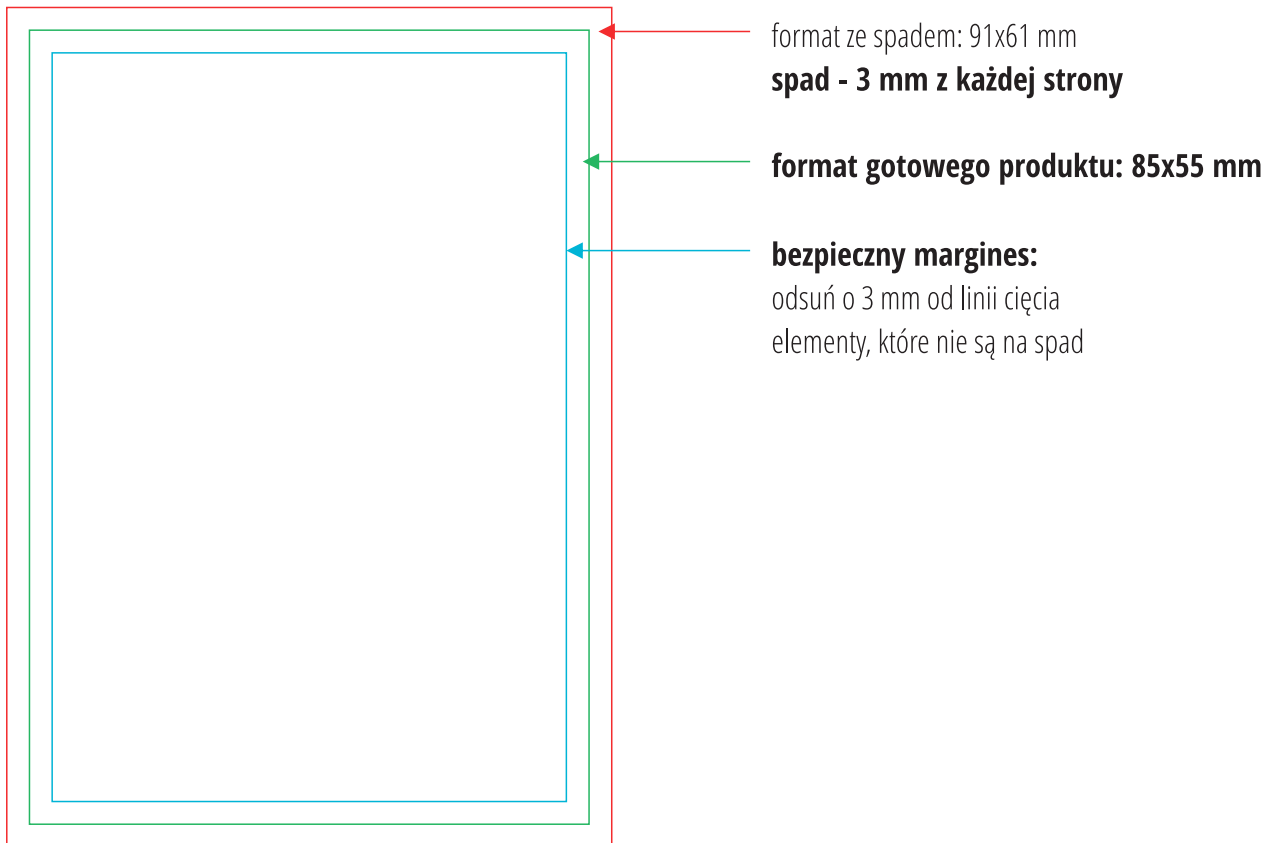 format ze spadem: 91x61 mm
spad - 3 mm z każdej strony
format gotowego produktu: 85x55 mm
bezpieczny margines:
odsuń o 3 mm od linii cięcia
elementy, które nie są na spad